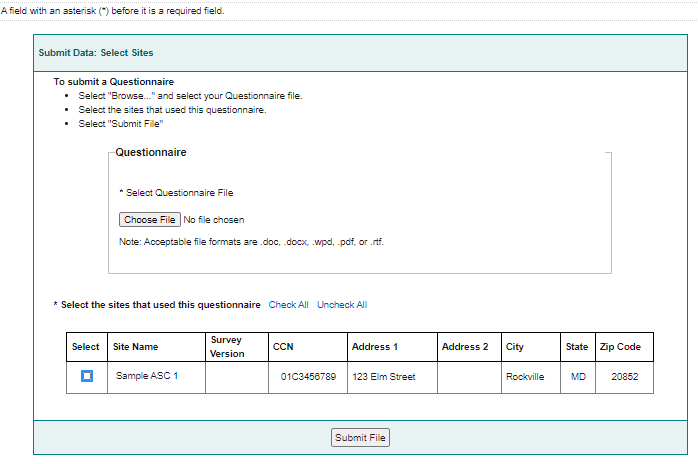 A field with an asterisk (*) before it is a required field.
Submit Data: Select Sites
To submit a Questionnaire
• Select "Browse..." and select your Questionnaire file.
• Select the sites that used this questionnaire.
• Select "Submit File"
Questionnaire
* Select Questionnaire File
Choose File No file chosen
Note: Acceptable file formats are .doc, .docx, .wpd, .pdf, or .rtf.
* Select the sites that used this questionnaire Check All Uncheck All
Select Site Name Survey Version CCN Address 1 Address 2 City State Zip Code
Sample ASC 1 01C3456789 123 Elm Street Rockville MD 20852
Submit File